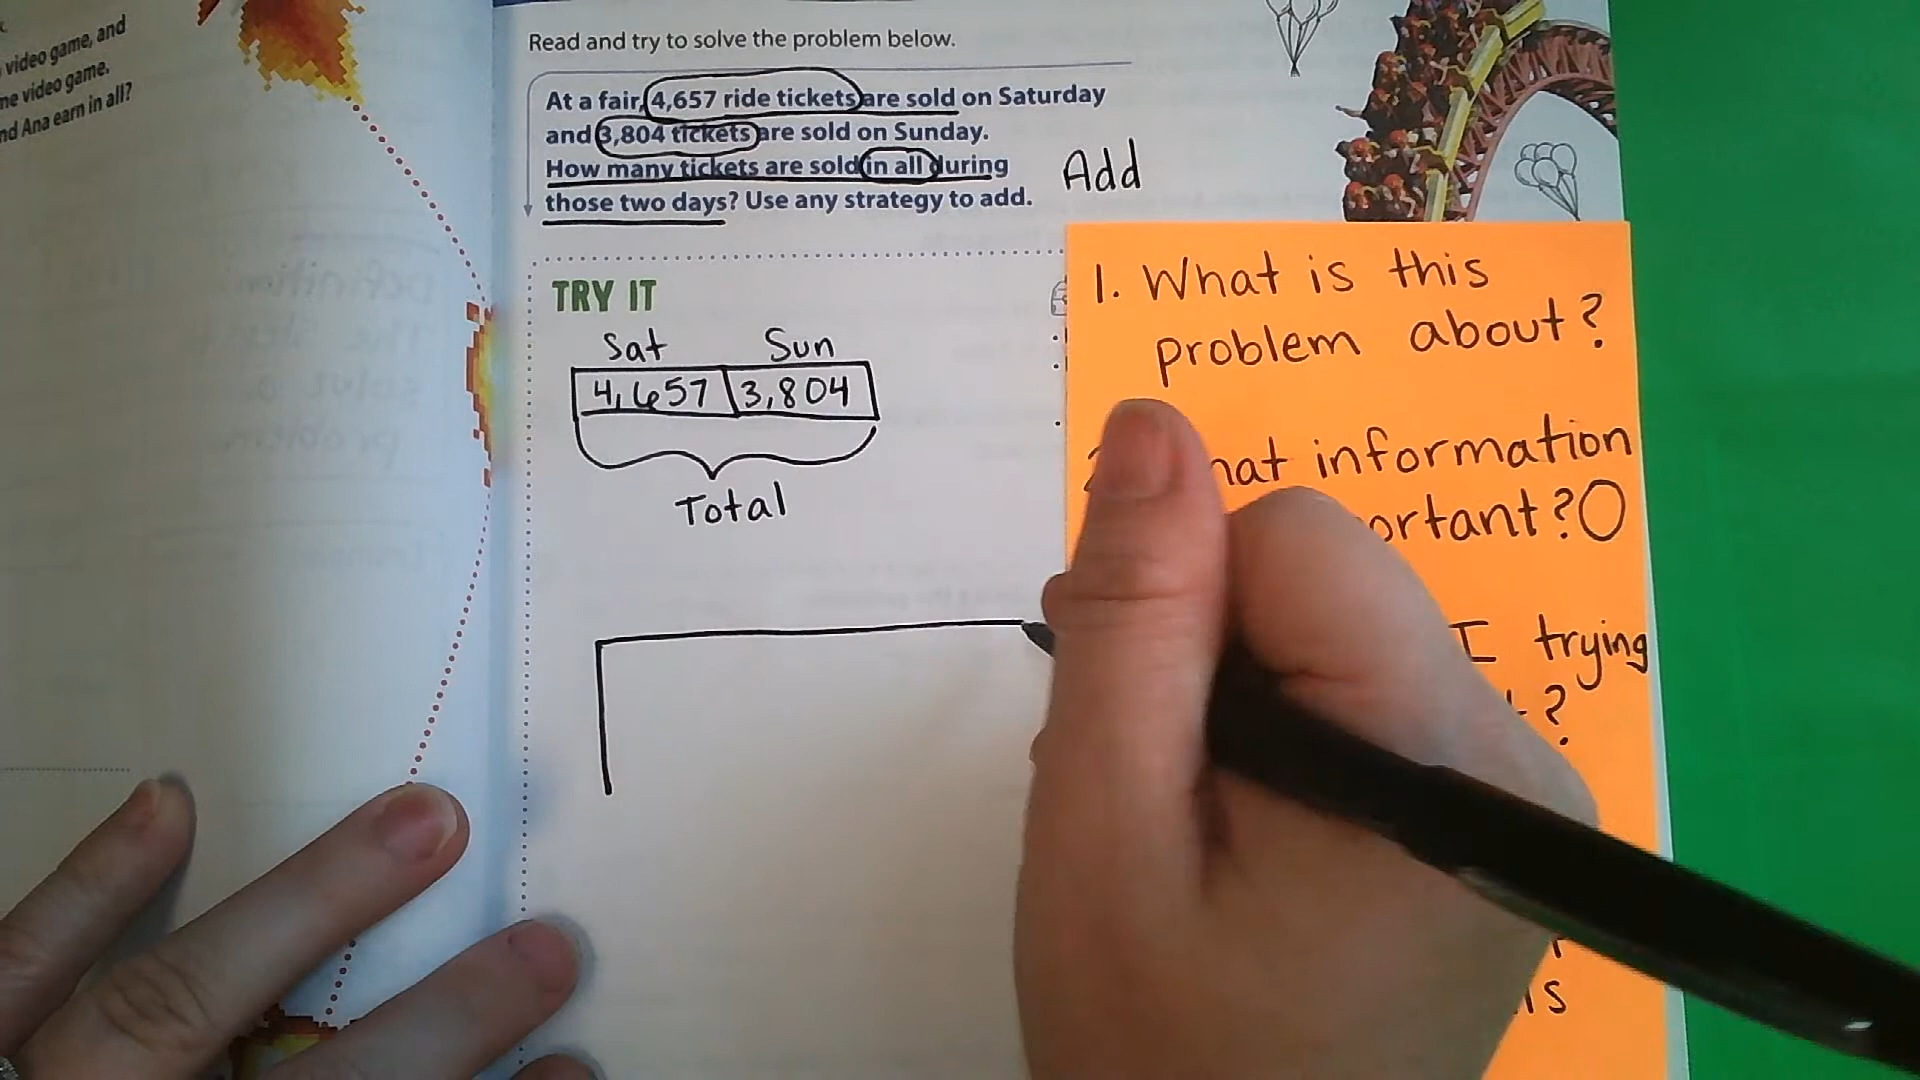 video game, and
video game.
Ana earn in all?
Read and try to solve the problem below.
At a fair, 4,657 ride tickets are sold on Saturday
and 3,804 tickets are sold on Sunday.
How many tickets are sold in all during
those two days? Use any strategy to add.
Add
TRY IT
Sat Sun
4,657 3,804
Total
1. What is this
problem about?
information
?
I trying
?